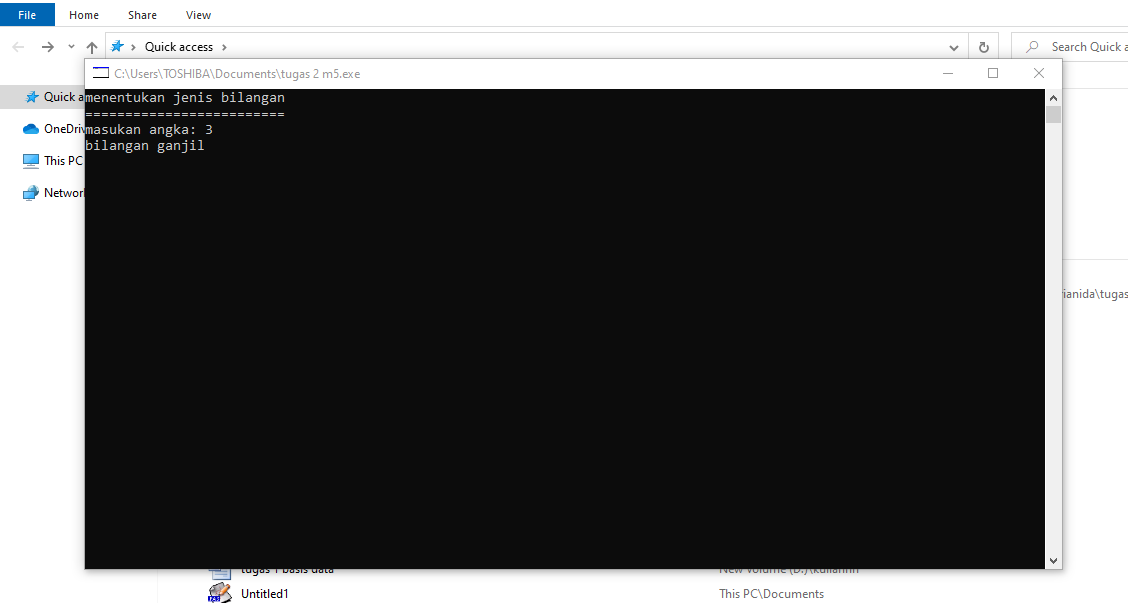 File Home Share View
Quick access Search Quick a
C:\Users\TOSHIBA\Documents\tugas 2 m5.exe
Quick a
menentukan jenis bilangan
=========================
OneDriv
masukan angka: 3
bilangan ganjil
This PC
Networ
ianida\tugas
tugas 1 basis data New Volume (D:)\kuliahhh
Untitled1 This PC\Documents